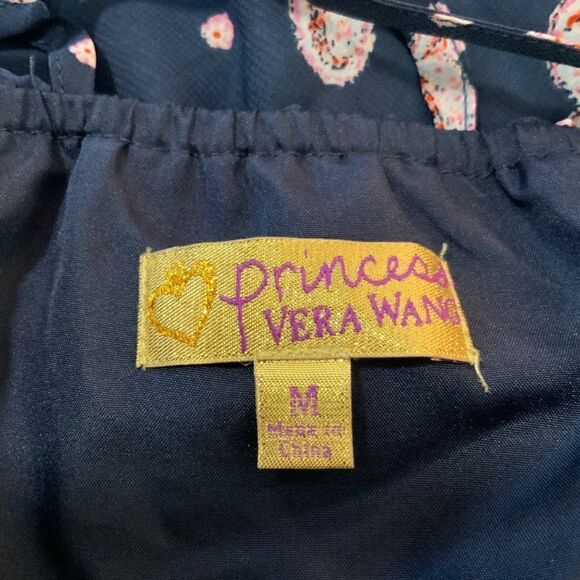 princess
VERA WANG
M
Made in
China